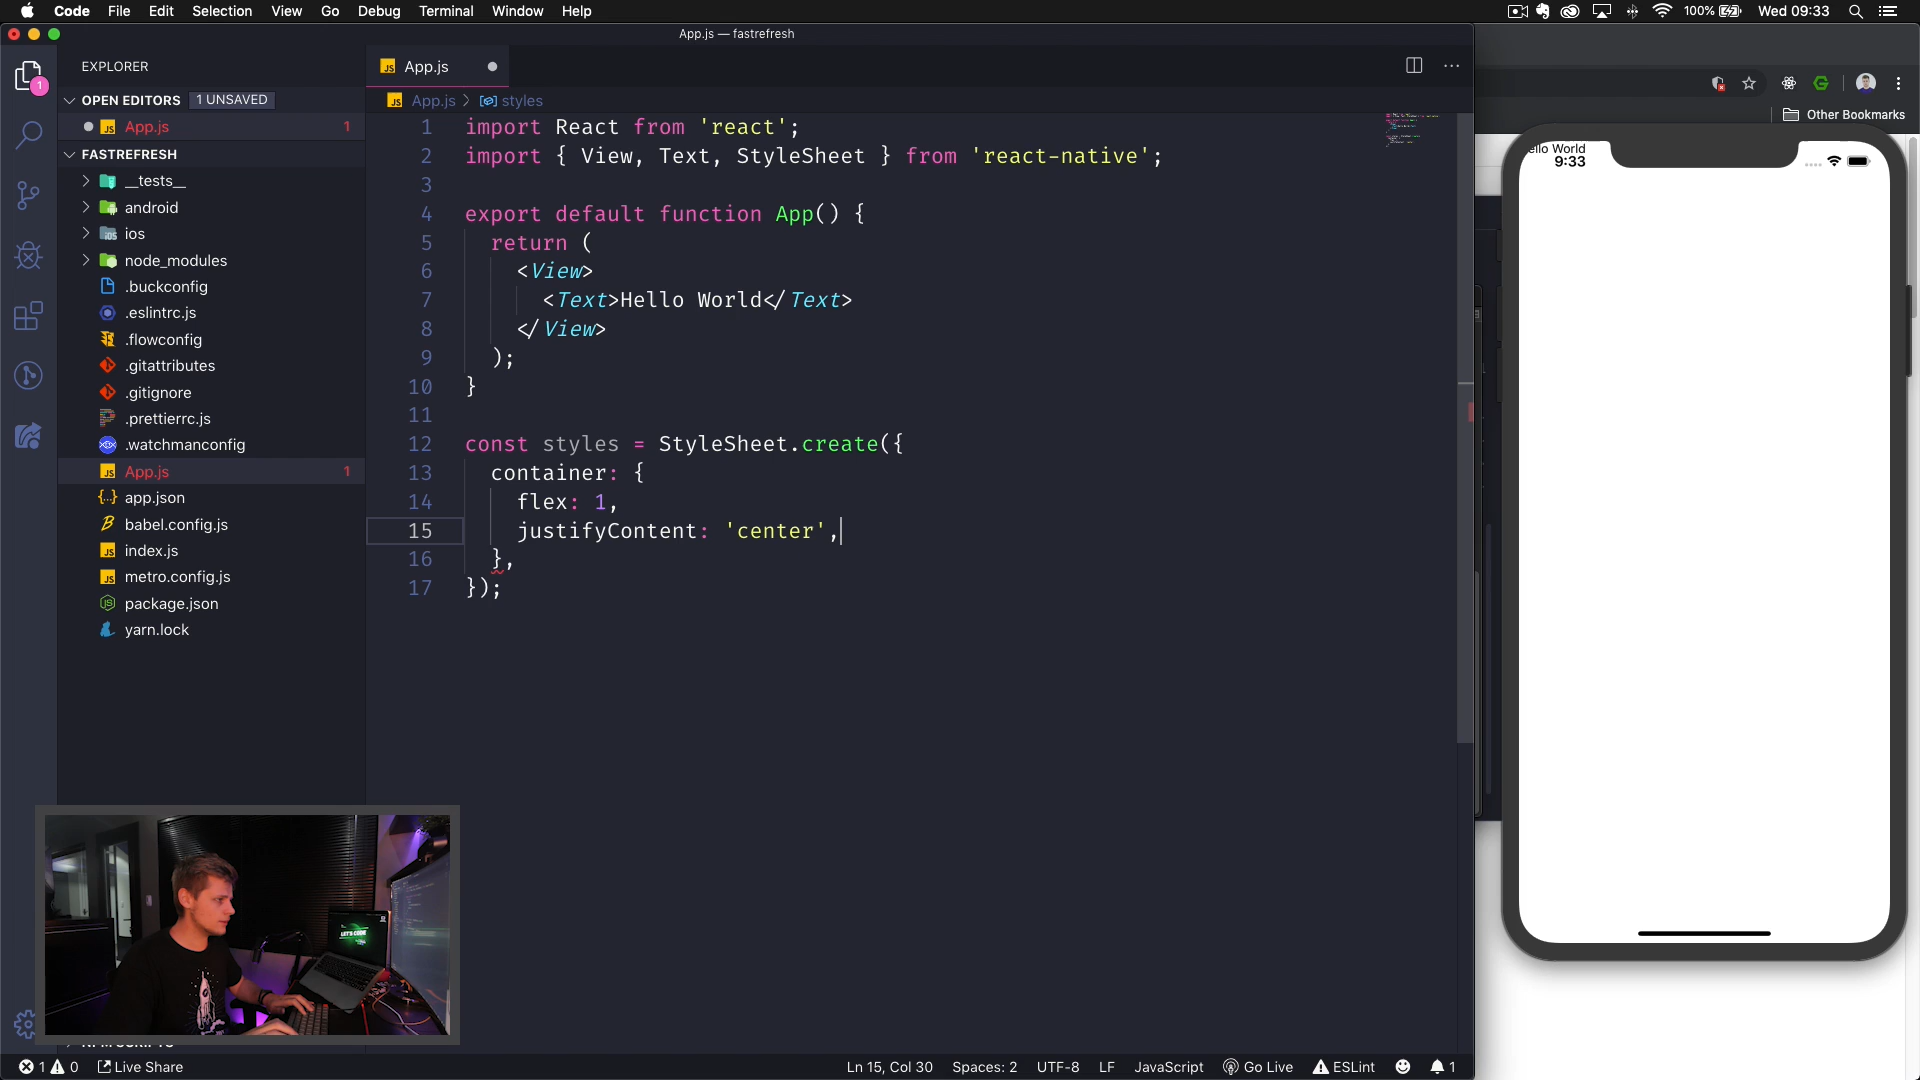 Code File Edit Selection View Go Debug Terminal Window Help
100% Wed 09:33
App.js — fastrefresh
EXPLORER
OPEN EDITORS 1 UNSAVED
App.js 1
FASTREFRESH
__tests__
android
ios
node_modules
.buckconfig
.eslintrc.js
.flowconfig
.gitattributes
.gitignore
.prettierrc.js
.watchmanconfig
App.js 1
app.json
babel.config.js
index.js
metro.config.js
package.json
yarn.lock
1
App.js
App.js > styles
1 import React from 'react';
2 import { View, Text, StyleSheet } from 'react-native';
3
4 export default function App() {
5 return (
6 <View>
7 <Text>Hello World</Text>
8 </View>
9 );
10 }
11
12 const styles = StyleSheet.create({
13 container: {
14 flex: 1,
15 justifyContent: 'center',
16 },
17 });
Other Bookmarks
ello World
9:33
LET'S CODE
NPM SCRIPTS
1 0 Live Share
Ln 15, Col 30 Spaces: 2 UTF-8 LF JavaScript Go Live ESLint 1